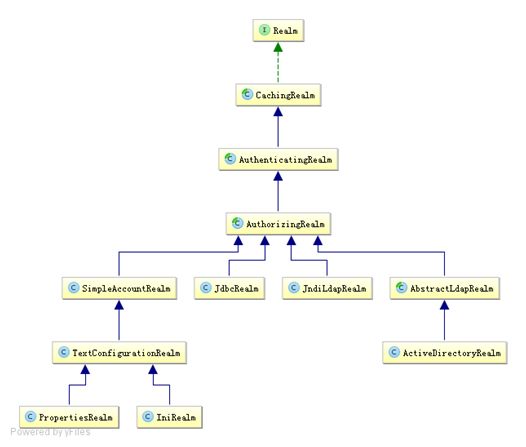 I Realm
C CachingRealm
C AuthenticatingRealm
C AuthorizingRealm
C SimpleAccountRealm C JdbcRealm C JndiLdapRealm C AbstractLdapRealm
C TextConfigurationRealm C ActiveDirectoryRealm
C PropertiesRealm C IniRealm
Powered by yFiles